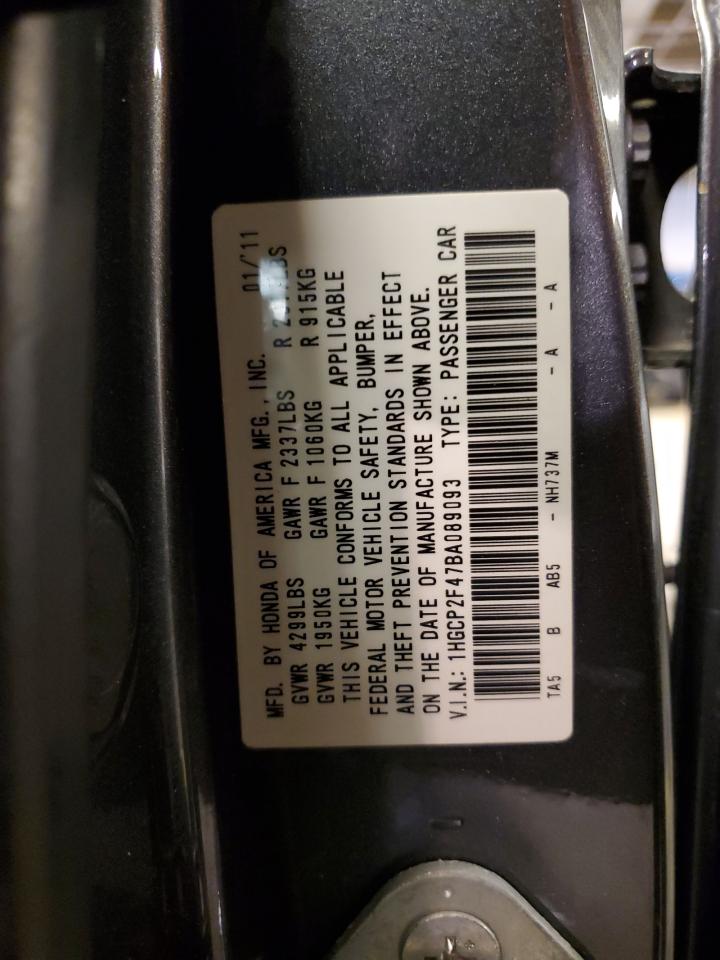 MFD. BY HONDA OF AMERICA MFG., INC. 01/'11
GVWR 4299LBS GAWR F 2337LBS R
GVWR 1950KG GAWR F 1060KG R 915KG
THIS VEHICLE CONFORMS TO ALL APPLICABLE
FEDERAL MOTOR VEHICLE SAFETY, BUMPER,
AND THEFT PREVENTION STANDARDS IN EFFECT
ON THE DATE OF MANUFACTURE SHOWN ABOVE.
V.I.N.: 1HGCP2F47BA089093 TYPE: PASSENGER CAR
TA5 B AB5 - NH737M - A - A